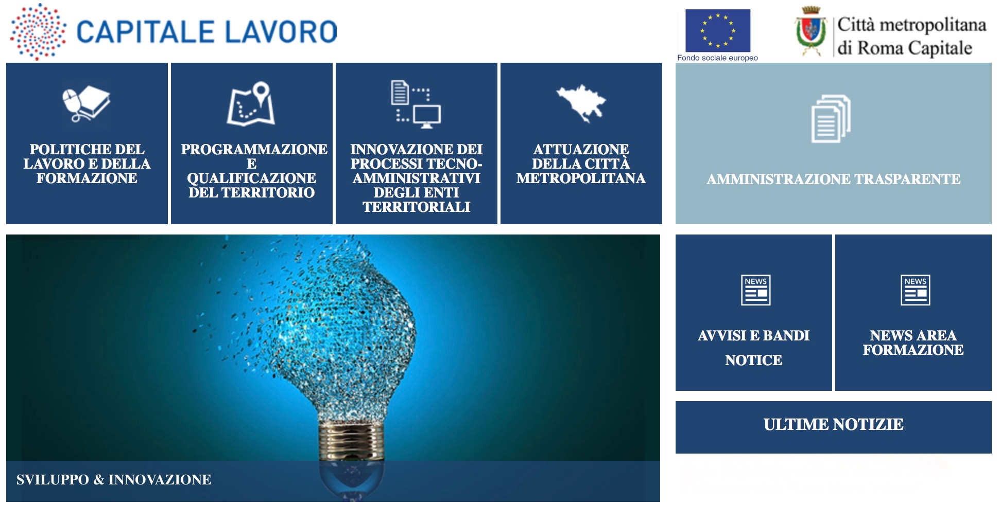 CAPITALE LAVORO
Fondo sociale europeo
Città metropolitana
di Roma Capitale
POLITICHE DEL
LAVORO E DELLA
FORMAZIONE
PROGRAMMAZIONE
E
QUALIFICAZIONE
DEL TERRITORIO
INNOVAZIONE DEI
PROCESSI TECNO-
AMMINISTRATIVI
DEGLI ENTI
TERRITORIALI
ATTUAZIONE
DELLA CITTÀ
METROPOLITANA
AMMINISTRAZIONE TRASPARENTE
SVILUPPO & INNOVAZIONE
NEWS
AVVISI E BANDI
NOTICE
NEWS
NEWS AREA
FORMAZIONE
ULTIME NOTIZIE